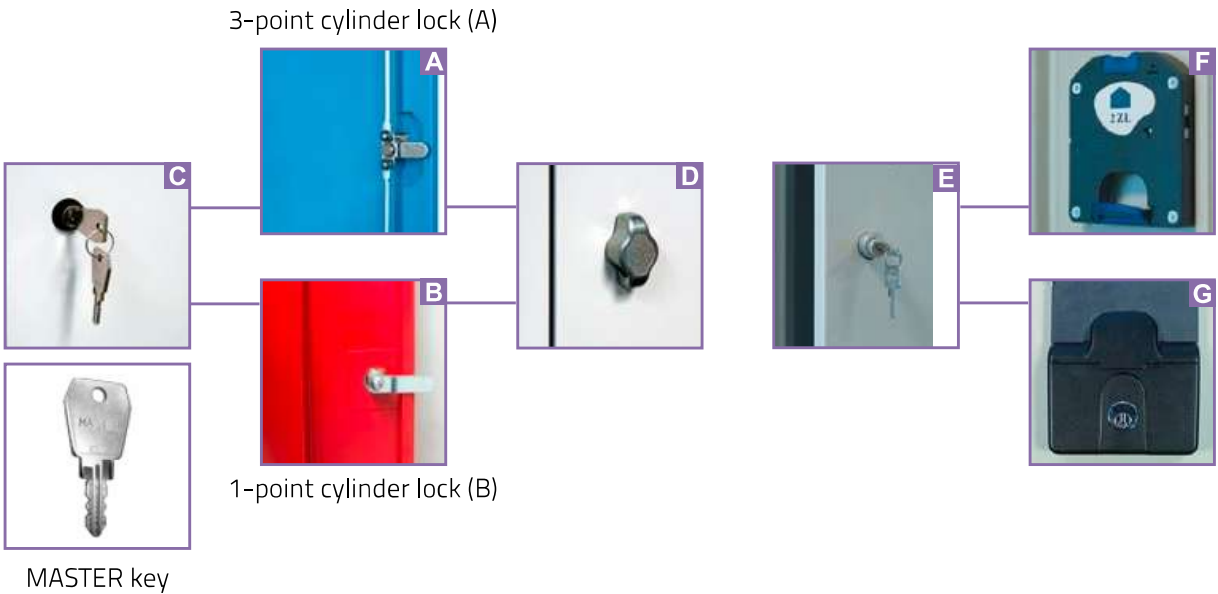 3-point cylinder lock (A)
A
F
C
D
E
B
G
1-point cylinder lock (B)
MASTER key